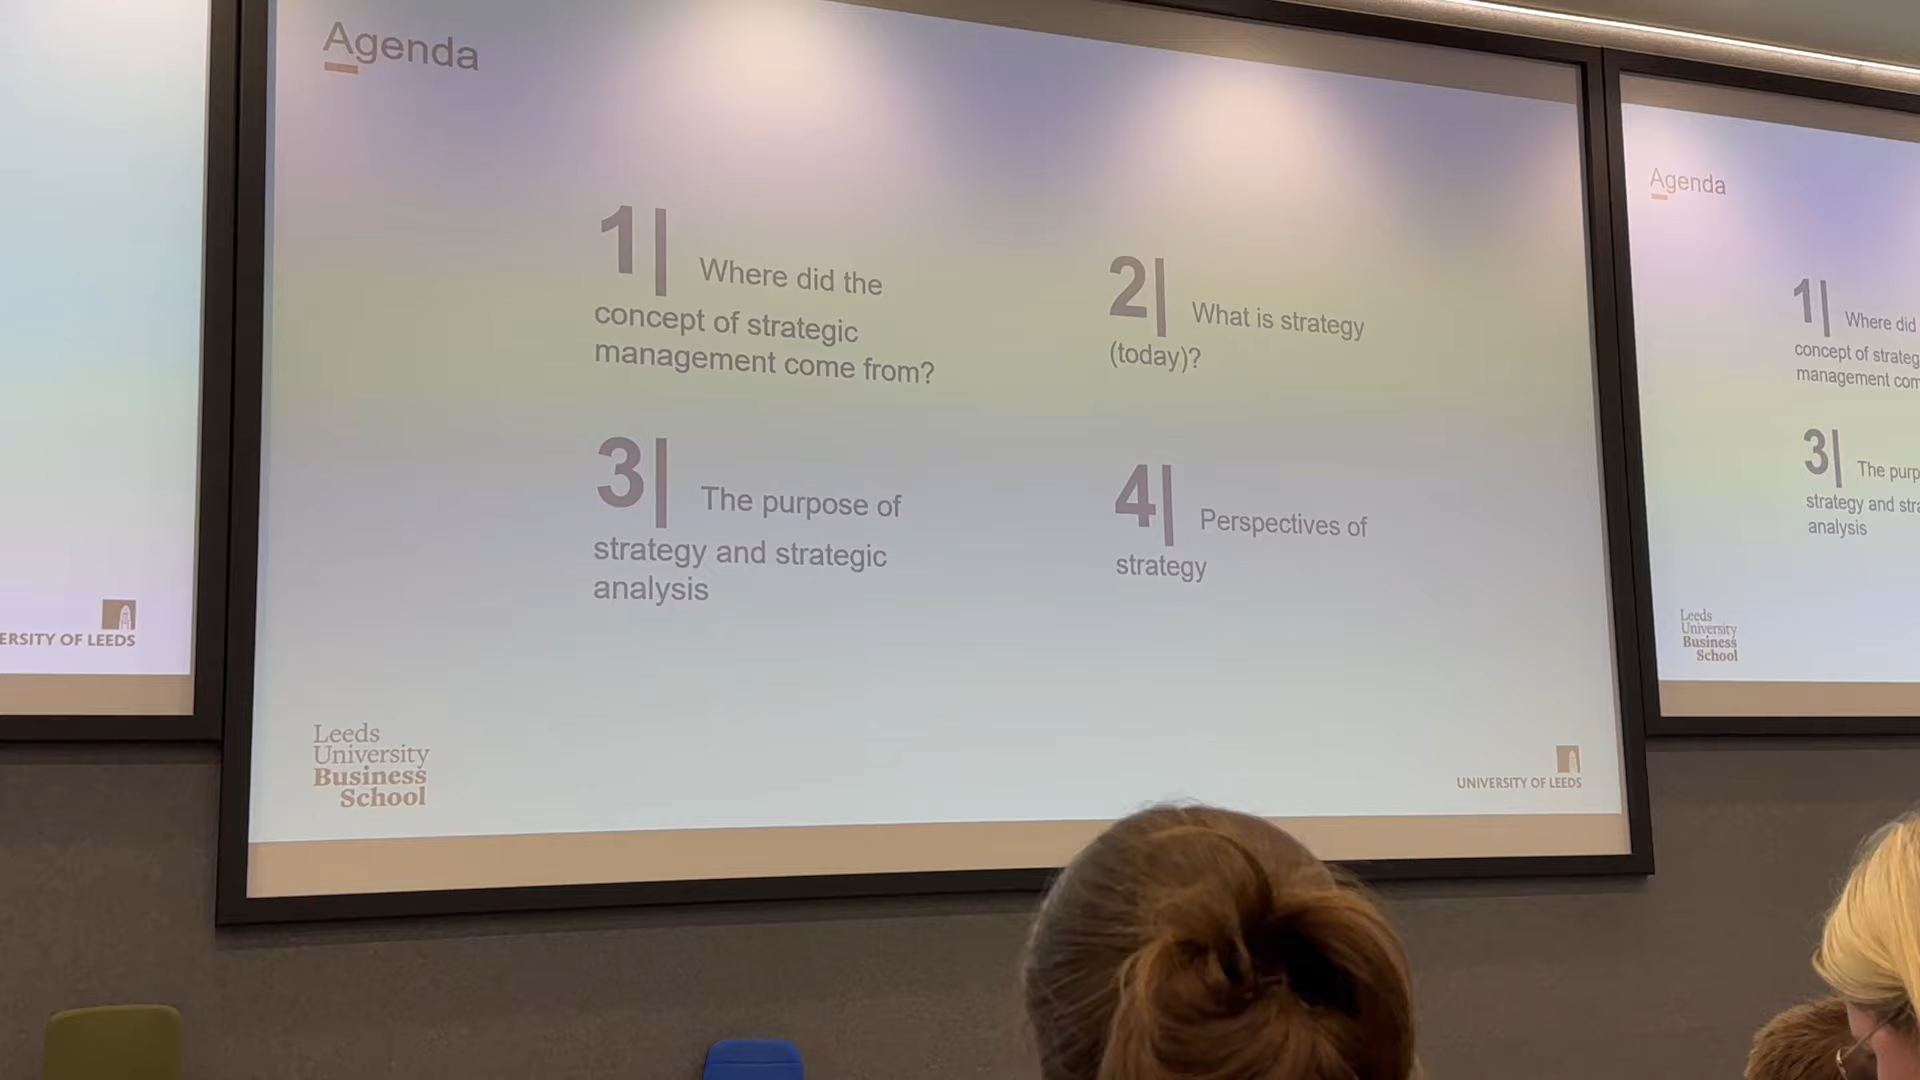 Agenda
1| Where did the
concept of strategic
management come from?
2| What is strategy
(today)?
3| The purpose of
strategy and strategic
analysis
4| Perspectives of
strategy
Leeds
University
Business
School
UNIVERSITY OF LEEDS
ERSITY OF LEEDS
Agenda
1| Where did
concept of strateg
management com
3| The purp
strategy and stra
analysis
Leeds
University
Business
School